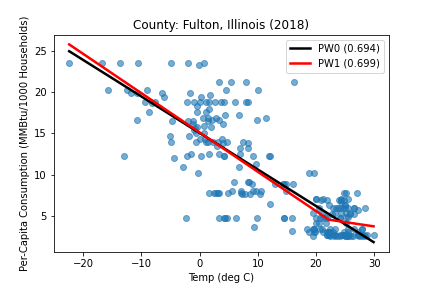 County: Fulton, Illinois (2018)
Per-Capita Consumption (MMBtu/1000 Households)
25
20
15
10
5
PW0 (0.694)
PW1 (0.699)
−20
−10
0
10
20
30
Temp (deg C)